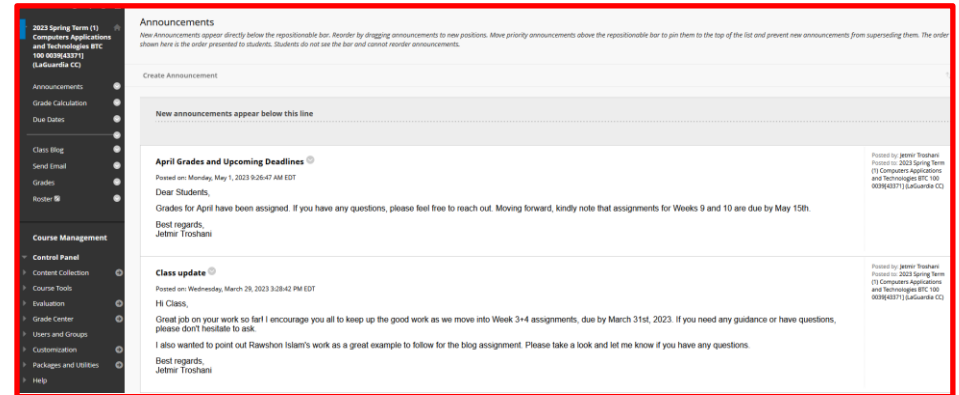 2023 Spring Term (1)
Computers Applications
and Technologies BTC
100 0039[43371]
(LaGuardia CC)
Announcements
Grade Calculation
Due Dates
Class Blog
Send Email
Grades
Roster
Course Management
Control Panel
Content Collection
Course Tools
Evaluation
Grade Center
Users and Groups
Customization
Packages and Utilities
Help
Announcements
New Announcements appear directly below the repositionable bar. Reorder by dragging announcements to new positions. Move priority announcements above the repositionable bar to pin them to the top of the list and prevent new announcements from superseding them. The order
shown here is the order presented to students. Students do not see the bar and cannot reorder announcements.
Create Announcement
New announcements appear below this line
April Grades and Upcoming Deadlines
Posted on: Monday, May 1, 2023 9:26:47 AM EDT
Dear Students,
Grades for April have been assigned. If you have any questions, please feel free to reach out. Moving forward, kindly note that assignments for Weeks 9 and 10 are due by May 15th.
Best regards,
Jetmir Troshani
Posted by: Jetmir Troshani
Posted to: 2023 Spring Term
(1) Computers Applications
and Technologies BTC 100
0039[43371] (LaGuardia CC)
Class update
Posted on: Wednesday, March 29, 2023 3:28:42 PM EDT
Hi Class,
Great job on your work so far! I encourage you all to keep up the good work as we move into Week 3+4 assignments, due by March 31st, 2023. If you need any guidance or have questions,
please don't hesitate to ask.
I also wanted to point out Rawshon Islam's work as a great example to follow for the blog assignment. Please take a look and let me know if you have any questions.
Best regards,
Jetmir Troshani
Posted by: Jetmir Troshani
Posted to: 2023 Spring Term
(1) Computers Applications
and Technologies BTC 100
0039[43371] (LaGuardia CC)